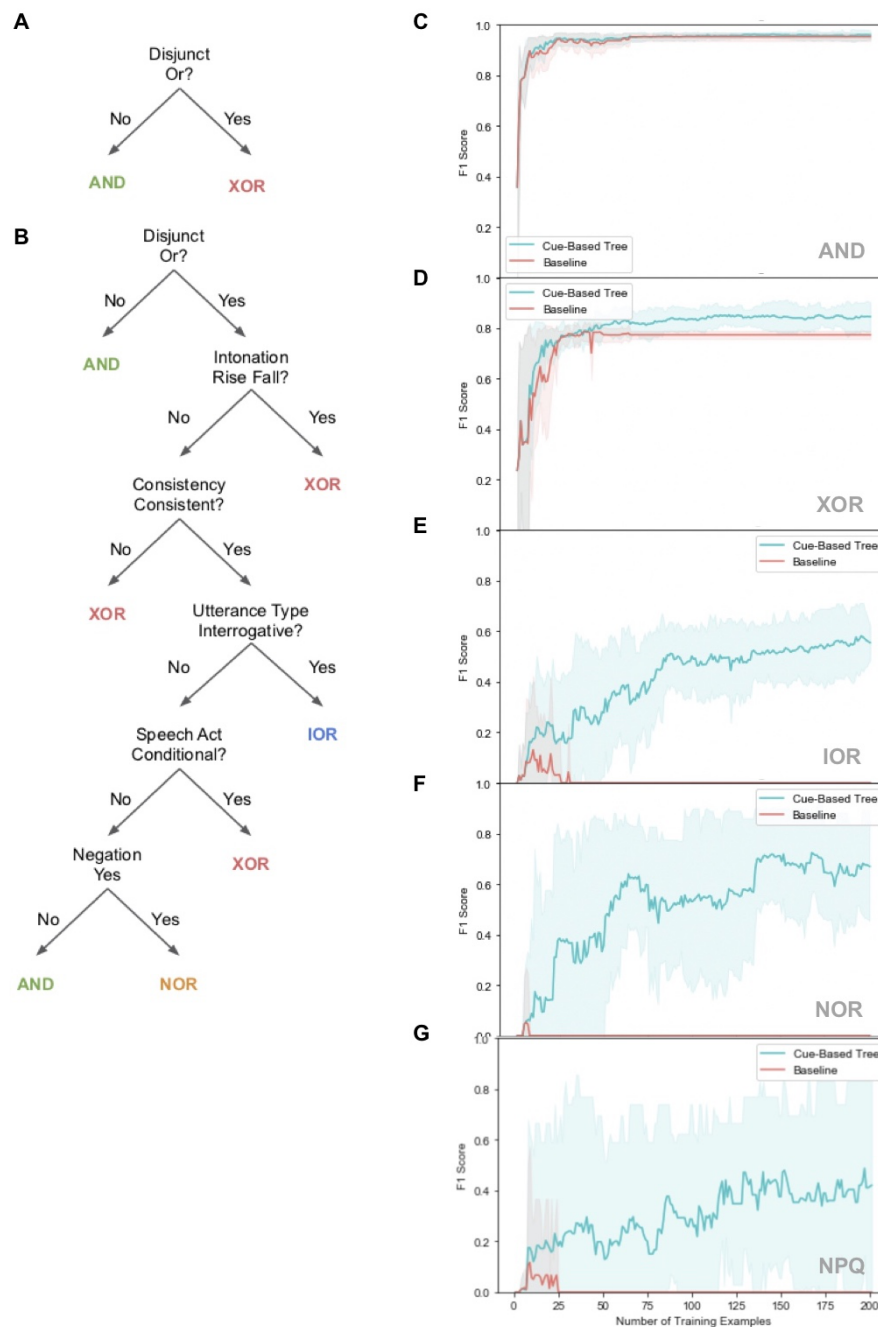 A
Disjunct
Or?
No
Yes
AND
XOR
B
Disjunct
Or?
No
Yes
AND
Intonation
Rise Fall?
No
Yes
Consistency
Consistent?
XOR
No
Yes
XOR
Utterance Type
Interrogative?
No
Yes
Speech Act
Conditional?
IOR
No
Yes
Negation
Yes
XOR
No
Yes
AND
NOR
C
1.0
0.8
0.6
0.4
0.2
F1 Score
Cue-Based Tree
Baseline
AND
D
1.0
0.8
0.6
0.4
0.2
F1 Score
Cue-Based Tree
Baseline
XOR
E
1.0
0.8
0.6
0.4
0.2
F1 Score
Cue-Based Tree
Baseline
IOR
F
1.0
0.8
0.6
0.4
0.2
F1 Score
Cue-Based Tree
Baseline
NOR
G
1.0
0.8
0.6
0.4
0.2
0.0
F1 Score
Cue-Based Tree
Baseline
NPQ
0 25 50 75 100 125 150 175 200
Number of Training Examples